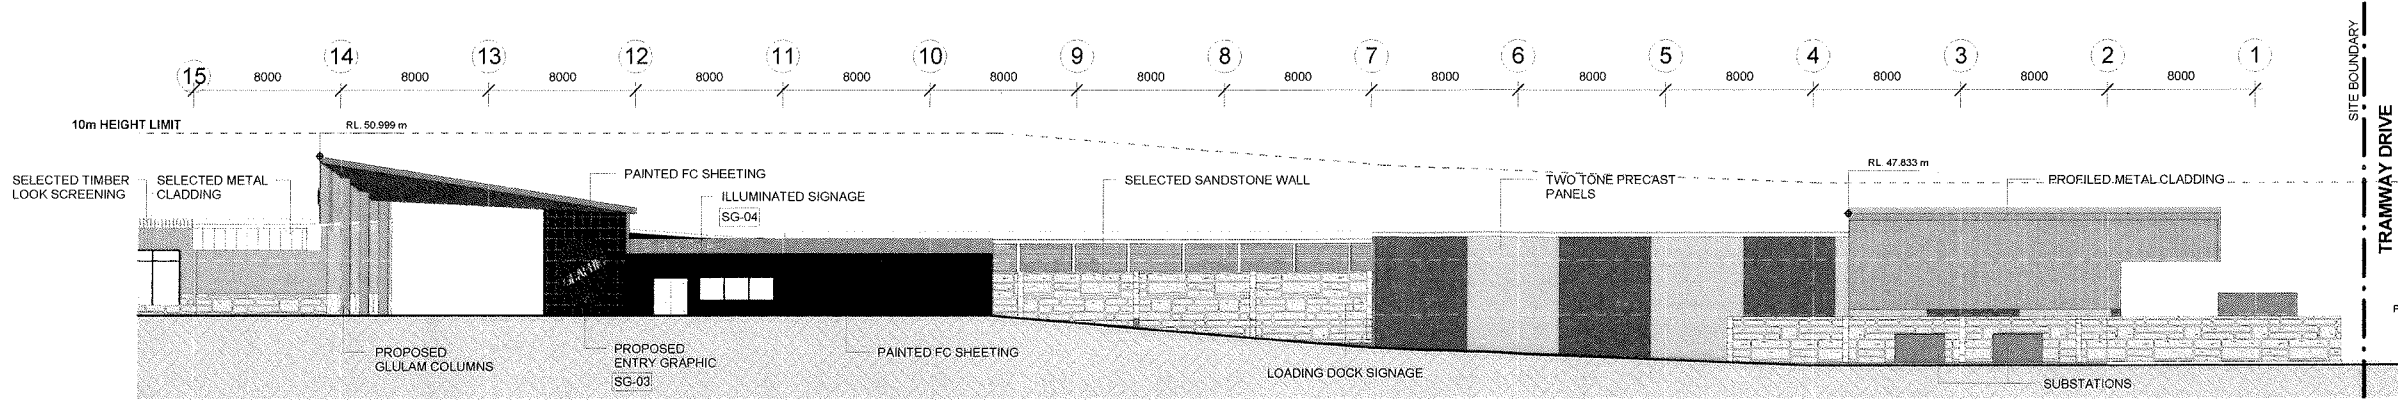 15 14 13 12 11 10 9 8 7 6 5 4 3 2 1
8000 8000 8000 8000 8000 8000 8000 8000 8000 8000 8000 8000 8000 8000
SITE BOUNDARY
TRAMWAY DRIVE
10m HEIGHT LIMIT
RL. 50.999 m
RL. 47.833 m
SELECTED TIMBER
LOOK SCREENING
SELECTED METAL
CLADDING
PAINTED FC SHEETING
ILLUMINATED SIGNAGE
SG-04
SELECTED SANDSTONE WALL
TWO TONE PRECAST
PANELS
PROFILED METAL CLADDING
PROPOSED
GLULAM COLUMNS
PROPOSED
ENTRY GRAPHIC
SG-03
PAINTED FC SHEETING
LOADING DOCK SIGNAGE
SUBSTATIONS